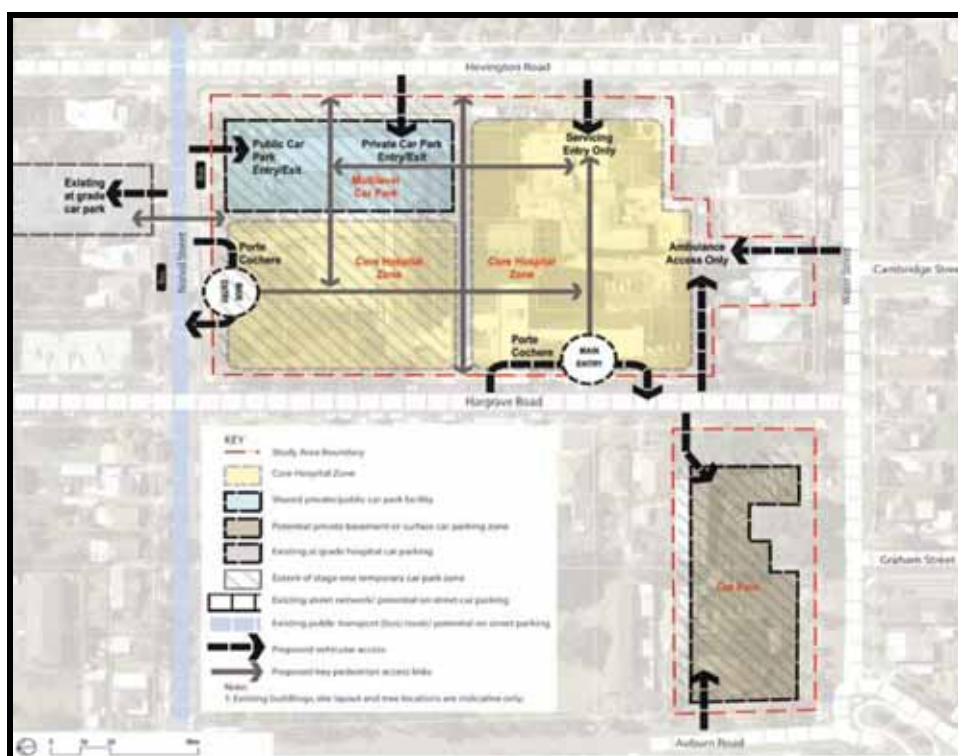 Hevington Road
Public Car
Park
Entry/Exit
Private Car Park
Entry/Exit
Servicing
Entry Only
Multilevel
Car Park
Existing
at grade
car park
Porte
Cochere
Core Hospital
Zone
Core Hospital
Zone
Ambulance
Access Only
Water Street
Cambridge Street
MAIN
ENTRY
Porte
Cochere
MAIN
ENTRY
Hargrove Road
KEY
Study Area Boundary
Core Hospital Zone
Shared private/public car park facility
Potential private basement or surface car parking zone
Existing at grade hospital car parking
Extent of stage one temporary car park zone
Existing street network/ potential on street car parking
Existing public transport (bus) route/ potential on street parking
Proposed vehicular access
Proposed key pedestrian access links
Notes:
1. Existing buildings, site layout and tree locations are indicative only.
Car Park
Graham Street
Auburn Road